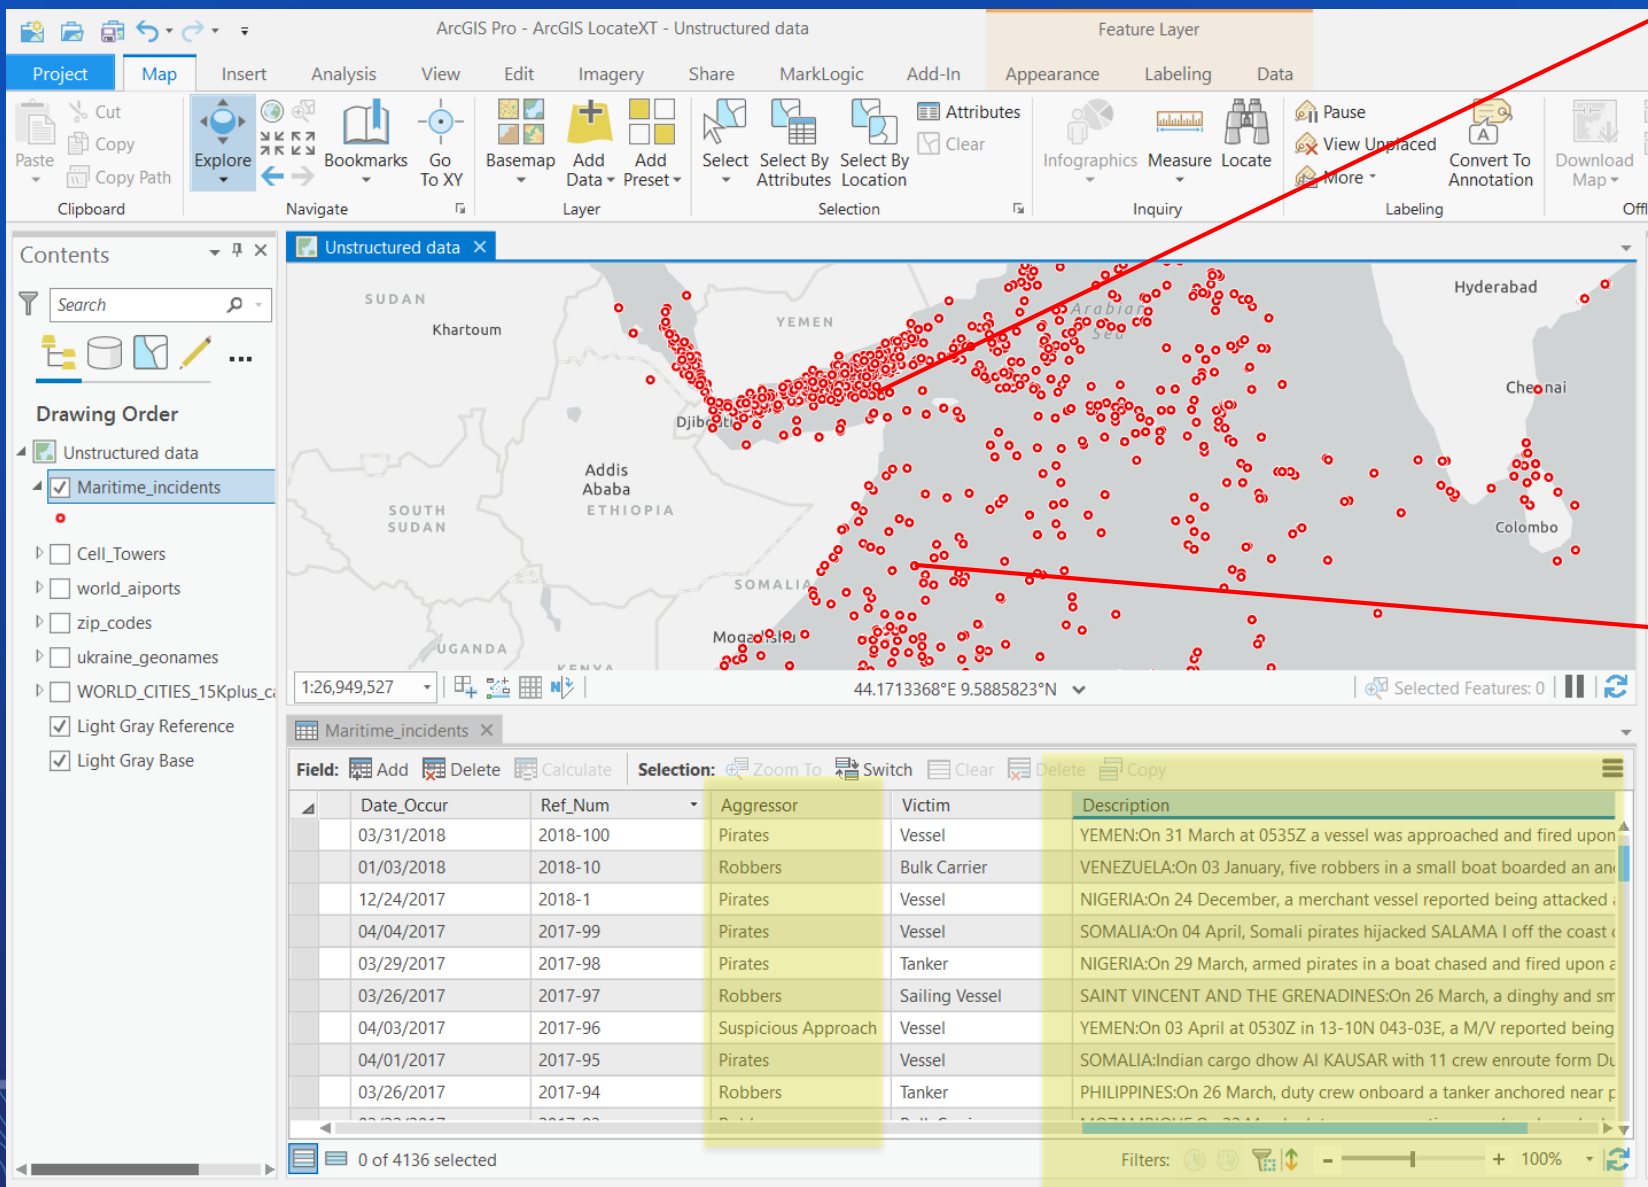 ArcGIS Pro - ArcGIS LocateXT - Unstructured data
Feature Layer
Project Map Insert Analysis View Edit Imagery Share MarkLogic Add-In Appearance Labeling Data
Cut
Copy
Copy Path
Paste
Clipboard
Explore
Bookmarks
Go To XY
Navigate
Basemap
Add Data
Add Preset
Layer
Select
Select By Attributes
Select By Location
Attributes
Clear
Selection
Infographics
Measure
Locate
Inquiry
Pause
View Unplaced
More
Convert To Annotation
Labeling
Download Map
Offl
Contents
Search
Drawing Order
Unstructured data
Maritime_incidents
Cell_Towers
world_aiports
zip_codes
ukraine_geonames
WORLD_CITIES_15Kplus_ca
Light Gray Reference
Light Gray Base
Unstructured data
SUDAN
Khartoum
YEMEN
Arabian Sea
Hyderabad
Chennai
Djibouti
Addis Ababa
ETHIOPIA
SOUTH SUDAN
Colombo
SOMALIA
Mogadishu
UGANDA
KENYA
1:26,949,527
44.1713368°E 9.5885823°N
Selected Features: 0
Maritime_incidents
Field: Add Delete Calculate Selection: Zoom To Switch Clear Delete Copy
Date_Occur Ref_Num Aggressor Victim Description
03/31/2018 2018-100 Pirates Vessel YEMEN:On 31 March at 0535Z a vessel was approached and fired upon
01/03/2018 2018-10 Robbers Bulk Carrier VENEZUELA:On 03 January, five robbers in a small boat boarded an an
12/24/2017 2018-1 Pirates Vessel NIGERIA:On 24 December, a merchant vessel reported being attacked
04/04/2017 2017-99 Pirates Vessel SOMALIA:On 04 April, Somali pirates hijacked SALAMA I off the coast
03/29/2017 2017-98 Pirates Tanker NIGERIA:On 29 March, armed pirates in a boat chased and fired upon a
03/26/2017 2017-97 Robbers Sailing Vessel SAINT VINCENT AND THE GRENADINES:On 26 March, a dinghy and sm
04/03/2017 2017-96 Suspicious Approach Vessel YEMEN:On 03 April at 0530Z in 13-10N 043-03E, a M/V reported being
04/01/2017 2017-95 Pirates Vessel SOMALIA:Indian cargo dhow Al KAUSAR with 11 crew enroute form Du
03/26/2017 2017-94 Robbers Tanker PHILIPPINES:On 26 March, duty crew onboard a tanker anchored near p
0 of 4136 selected
Filters: - + 100%